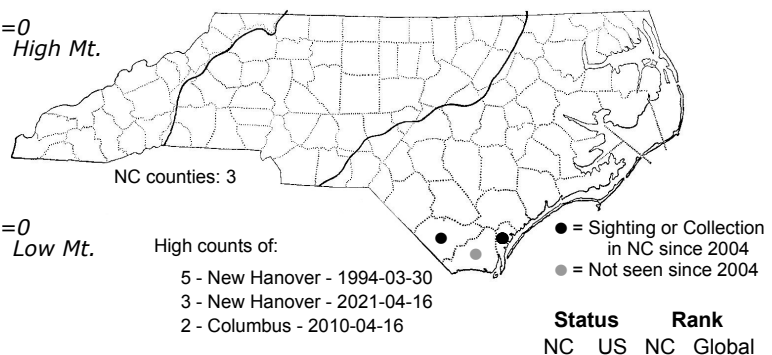 =0
High Mt.
NC counties: 3
=0
Low Mt.
High counts of:
5 - New Hanover - 1994-03-30
3 - New Hanover - 2021-04-16
2 - Columbus - 2010-04-16
= Sighting or Collection
in NC since 2004
= Not seen since 2004
Status Rank
NC US NC Global